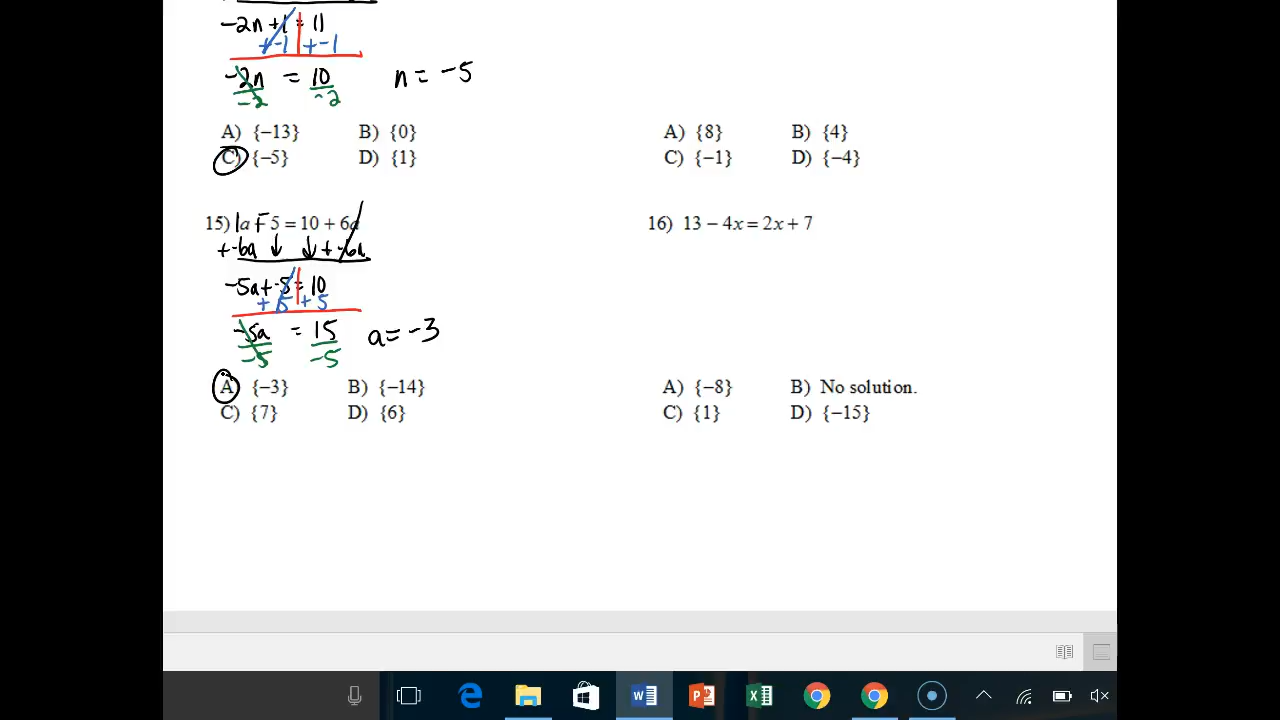 -2n + 1 = 11
+ -1 + -1
-2n = 10 n = -5
-2 -2
A) {−13} B) {0}
C) {−5} D) {1}
A) {8} B) {4}
C) {−1} D) {−4}
15) 1a + - 5 = 10 + 6a
+ -6a ↓ ↓ + -6a
-5a + -5 = 10
+ 5 + 5
-5a = 15 a = -3
-5 -5
A) {−3} B) {−14}
C) {7} D) {6}
16) 13 − 4x = 2x + 7
A) {−8} B) No solution.
C) {1} D) {−15}